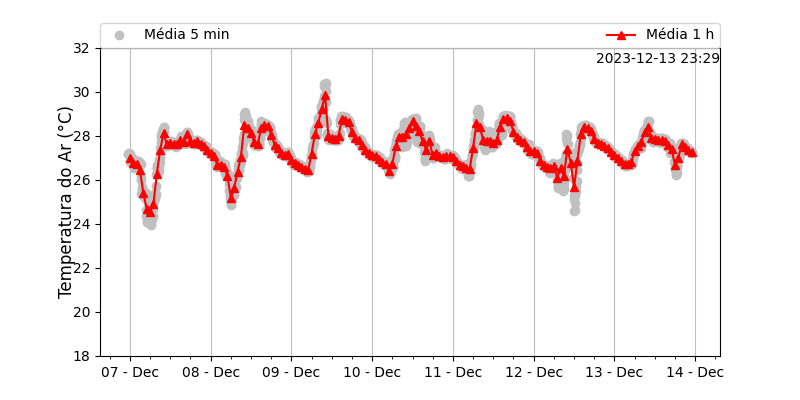 Média 5 min
Média 1 h
2023-12-13 23:29
Temperatura do Ar (°C)
32
30
28
26
24
22
20
18
07 - Dec
08 - Dec
09 - Dec
10 - Dec
11 - Dec
12 - Dec
13 - Dec
14 - Dec